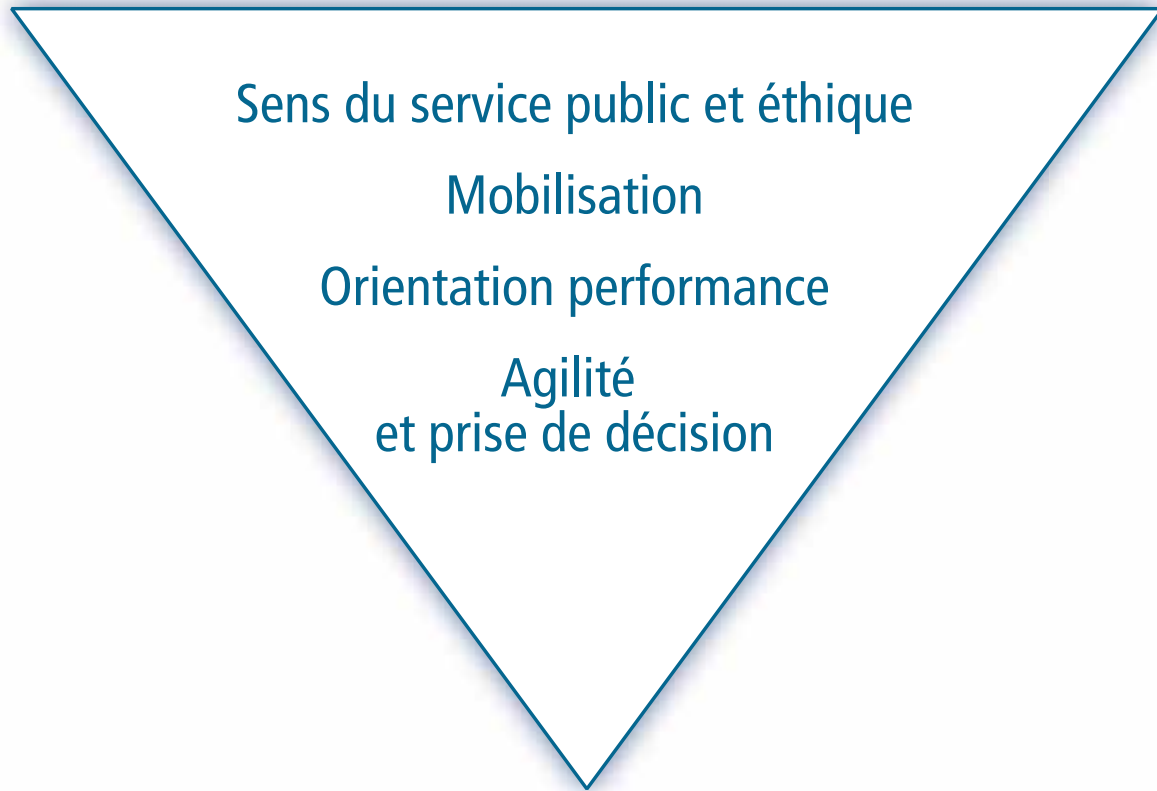 Sens du service public et éthique
Mobilisation
Orientation performance
Agilité
et prise de décision